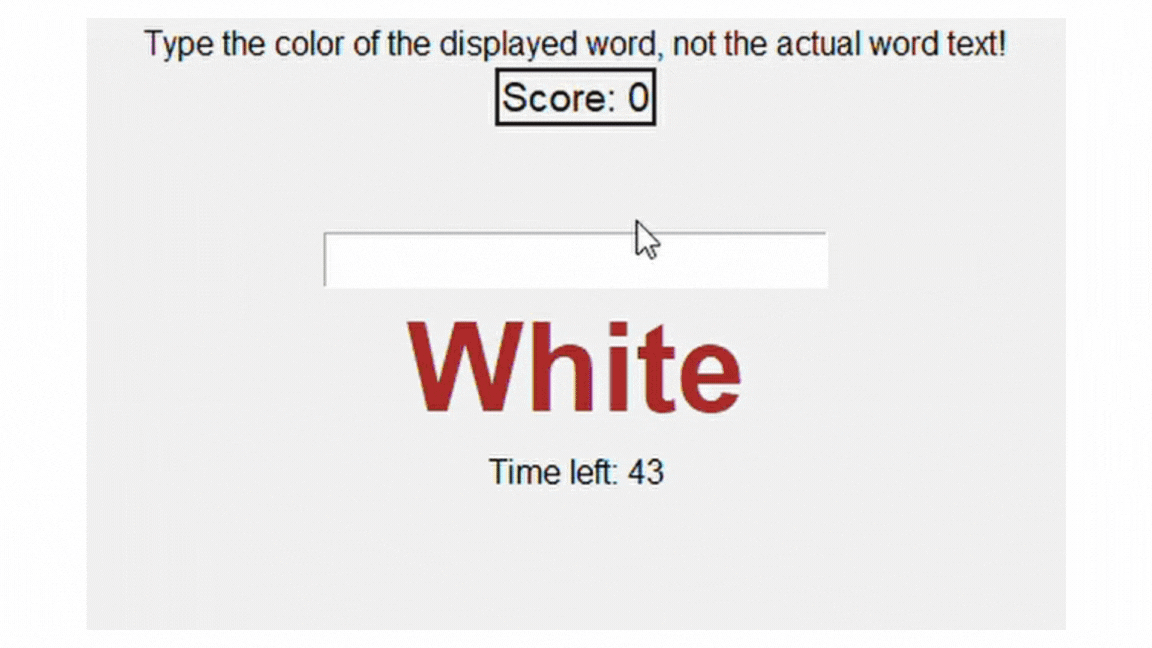 Type the color of the displayed word, not the actual word text!
Score: 0
White
Time left: 43